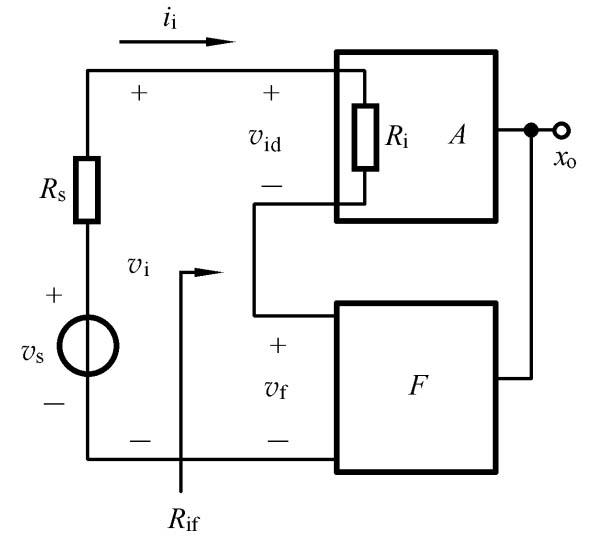 i_i
+ +
R_i A
v_id
x_o
R_s
−
v_i
+
+
v_s
v_f F
−
− −
R_if